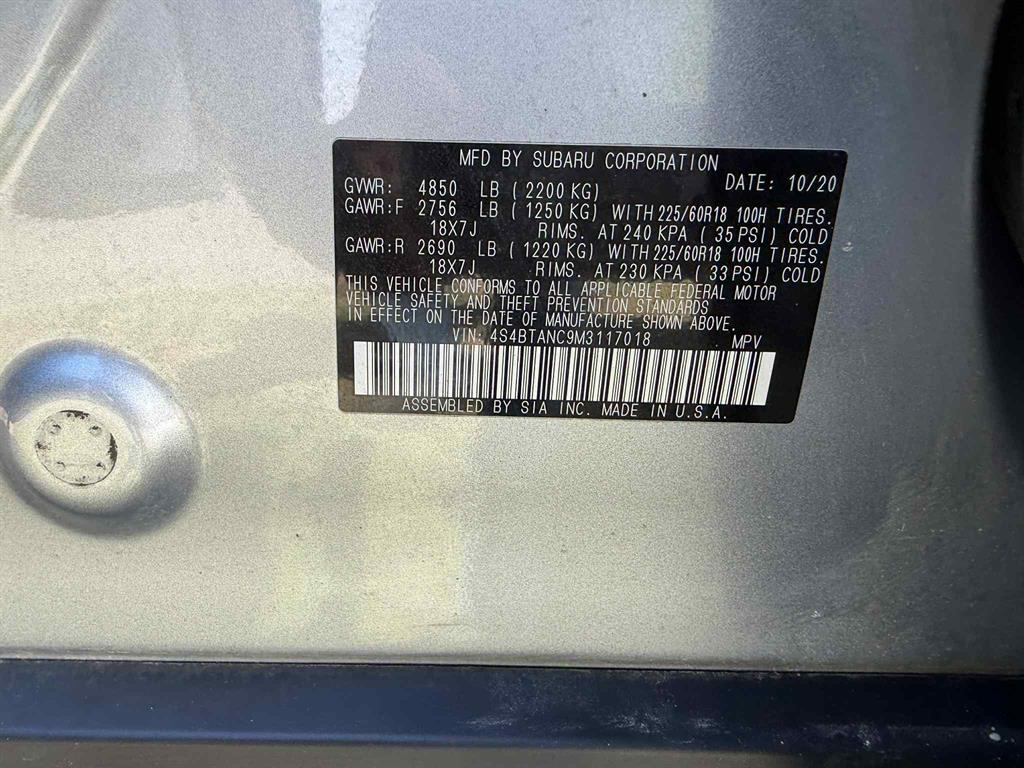 MFD BY SUBARU CORPORATION
DATE: 10/20
GVWR: 4850 LB ( 2200 KG)
GAWR:F 2756 LB ( 1250 KG) WITH 225/60R18 100H TIRES.
18X7J RIMS. AT 240 KPA ( 35 PSI) COLD
GAWR:R 2690 LB ( 1220 KG) WITH 225/60R18 100H TIRES.
18X7J RIMS. AT 230 KPA ( 33 PSI) COLD
THIS VEHICLE CONFORMS TO ALL APPLICABLE FEDERAL MOTOR
VEHICLE SAFETY AND THEFT PREVENTION STANDARDS
IN EFFECT ON THE DATE OF MANUFACTURE SHOWN ABOVE.
VIN: 4S4BTANC9M3117018 MPV
ASSEMBLED BY SIA INC. MADE IN U.S.A.